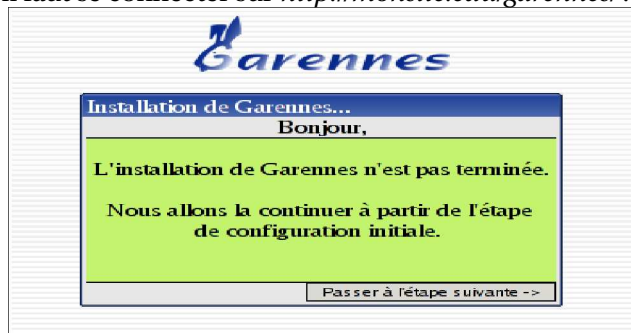 Garennes
Installation de Garennes...
Bonjour,
L'installation de Garennes n'est pas terminée.
Nous allons la continuer à partir de l'étape
de configuration initiale.
Passer à l'étape suivante ->